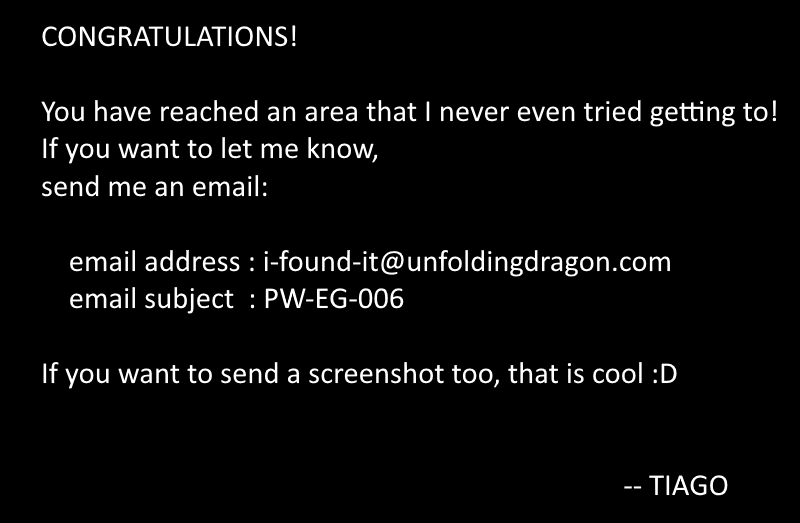 CONGRATULATIONS!
You have reached an area that I never even tried getting to!
If you want to let me know,
send me an email:
email address : i-found-it@unfoldingdragon.com
email subject  : PW-EG-006
If you want to send a screenshot too, that is cool :D
-- TIAGO